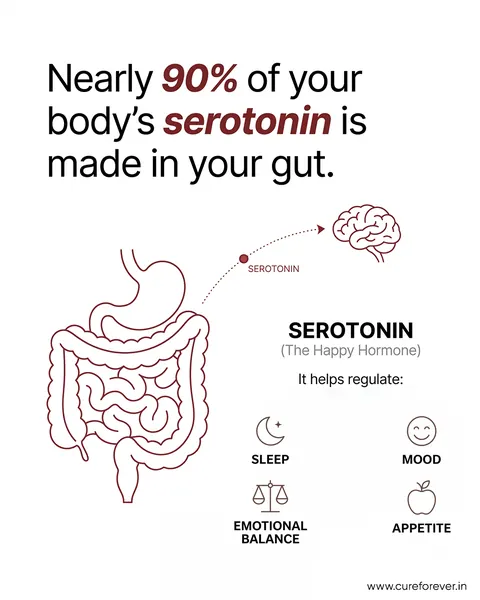 Nearly 90% of your
body’s serotonin is
made in your gut.
SEROTONIN
SEROTONIN
(The Happy Hormone)
It helps regulate:
SLEEP
MOOD
EMOTIONAL
BALANCE
APPETITE
www.cureforever.in